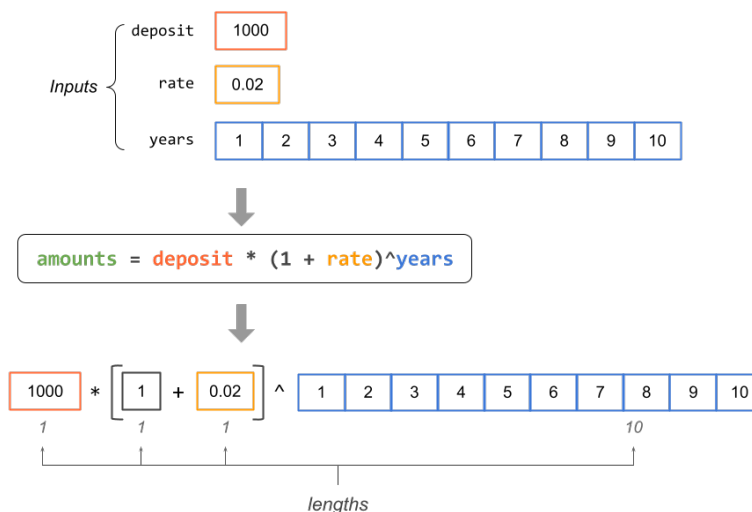 deposit 1000
Inputs
rate 0.02
years 1 2 3 4 5 6 7 8 9 10
amounts = deposit * (1 + rate)^years
1000 * [ 1 + 0.02 ] ^ 1 2 3 4 5 6 7 8 9 10
1 1 1 10
lengths